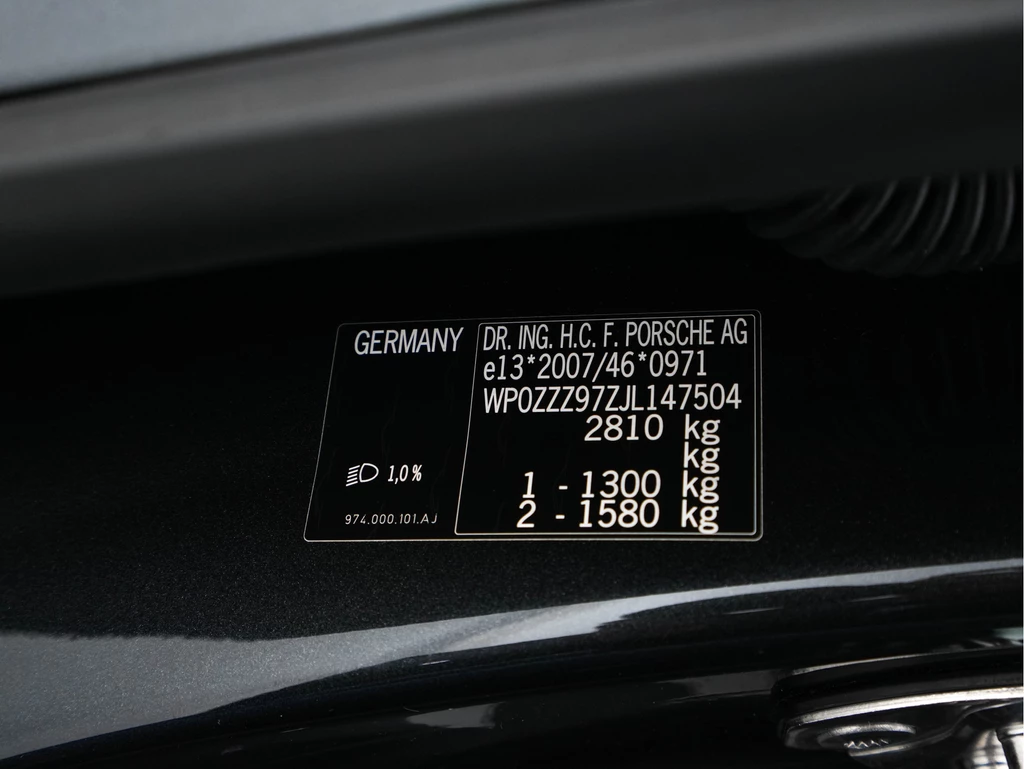 GERMANY
1,0%
974.000.101.AJ
DR. ING. H.C. F. PORSCHE AG
e13*2007/46*0971
WP0ZZZ97ZJL147504
2810 kg
kg
1 - 1300 kg
2 - 1580 kg